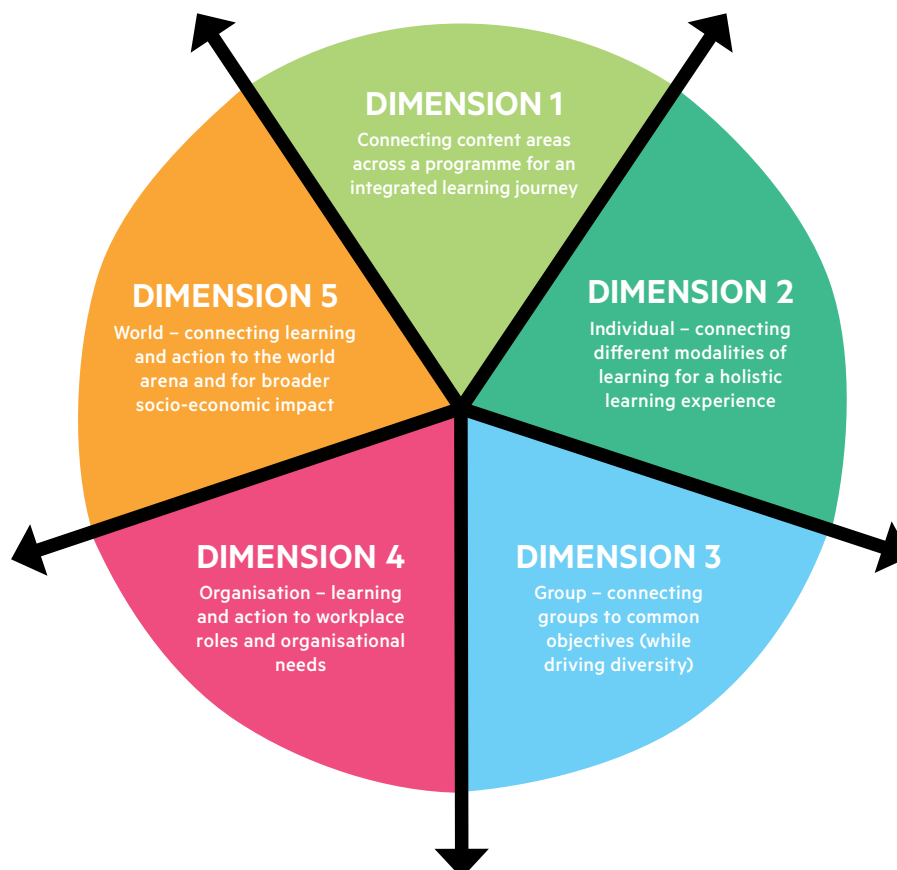 DIMENSION 1
Connecting content areas
across a programme for an
integrated learning journey
DIMENSION 2
Individual – connecting
different modalities of
learning for a holistic
learning experience
DIMENSION 3
Group – connecting
groups to common
objectives (while
driving diversity)
DIMENSION 4
Organisation – learning
and action to workplace
roles and organisational
needs
DIMENSION 5
World – connecting learning
and action to the world
arena and for broader
socio-economic impact